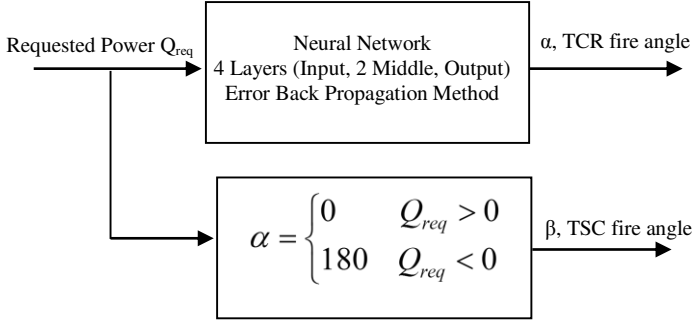 Requested Power Q_req
Neural Network
4 Layers (Input, 2 Middle, Output)
Error Back Propagation Method
α, TCR fire angle
α = { 0 Q_req > 0
180 Q_req < 0
β, TSC fire angle